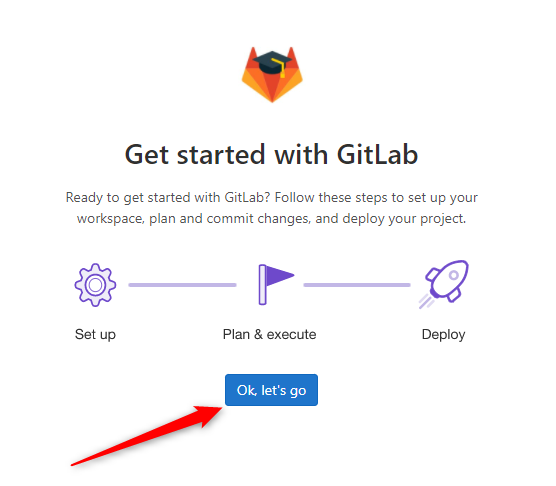 Get started with GitLab
Ready to get started with GitLab? Follow these steps to set up your
workspace, plan and commit changes, and deploy your project.
Set up
Plan & execute
Deploy
Ok, let's go